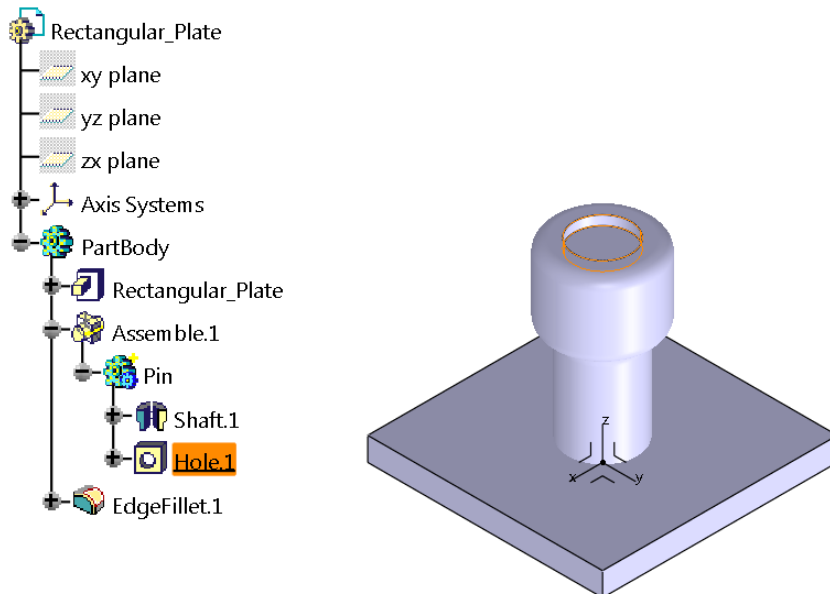 Rectangular_Plate
xy plane
yz plane
zx plane
Axis Systems
PartBody
Rectangular_Plate
Assemble.1
Pin
Shaft.1
Hole.1
EdgeFillet.1
z
x
y